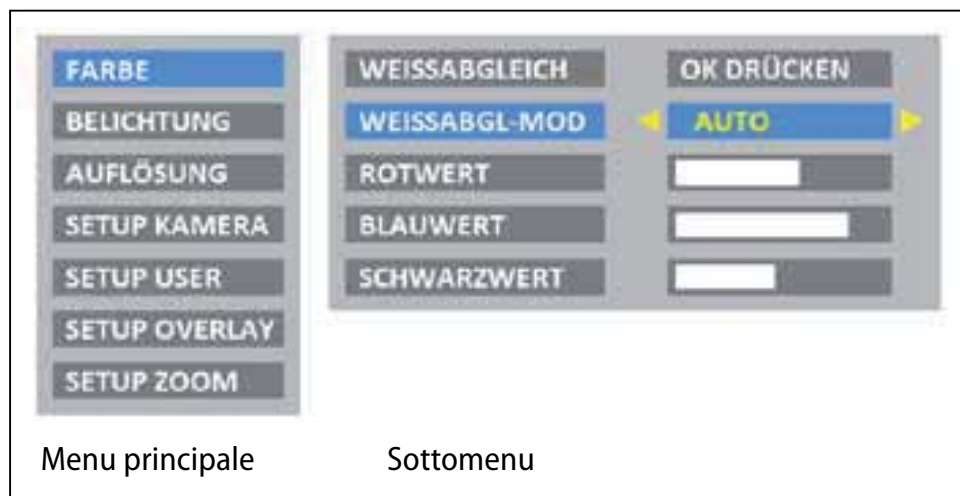 FARBE
BELICHTUNG
AUFLÖSUNG
SETUP KAMERA
SETUP USER
SETUP OVERLAY
SETUP ZOOM
WEISSABGLEICH OK DRÜCKEN
WEISSABGL-MOD AUTO
ROTWERT
BLAUWERT
SCHWARZWERT
Menu principale
Sottomenu